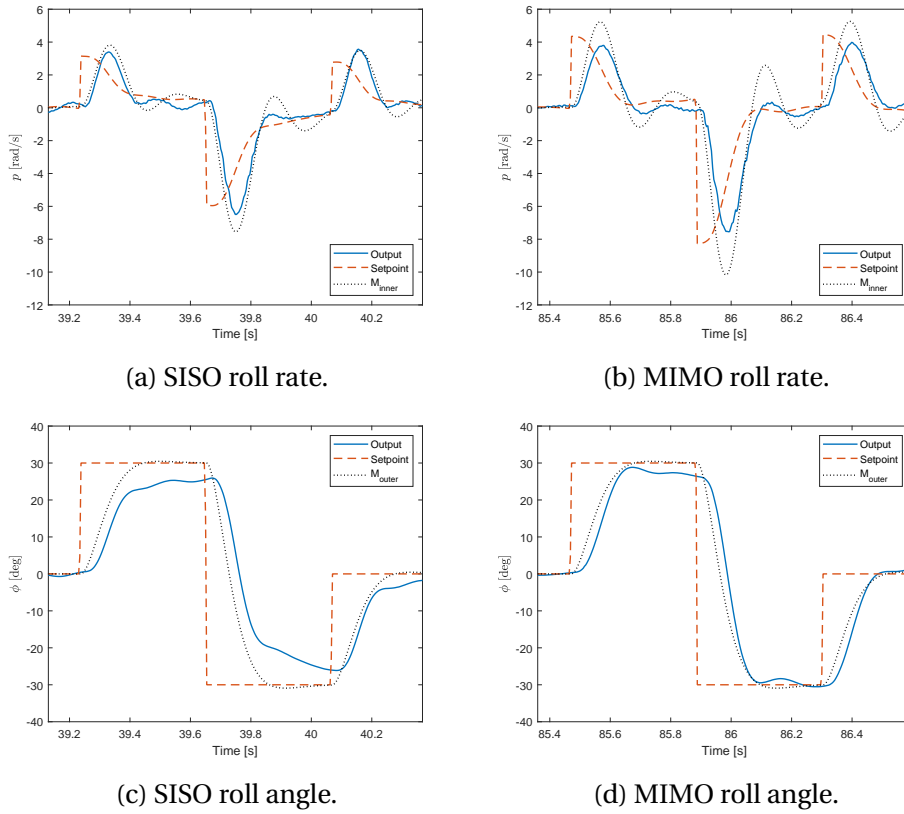 6
4
2
0
-2
-4
-6
-8
-10
-12
p [rad/s]
Output
Setpoint
M_inner
39.2 39.4 39.6 39.8 40 40.2
Time [s]
(a) SISO roll rate.
6
4
2
0
-2
-4
-6
-8
-10
-12
p [rad/s]
Output
Setpoint
M_inner
85.4 85.6 85.8 86 86.2 86.4
Time [s]
(b) MIMO roll rate.
40
30
20
10
0
-10
-20
-30
-40
ϕ [deg]
Output
Setpoint
M_outer
39.2 39.4 39.6 39.8 40 40.2
Time [s]
(c) SISO roll angle.
40
30
20
10
0
-10
-20
-30
-40
ϕ [deg]
Output
Setpoint
M_outer
85.4 85.6 85.8 86 86.2 86.4
Time [s]
(d) MIMO roll angle.